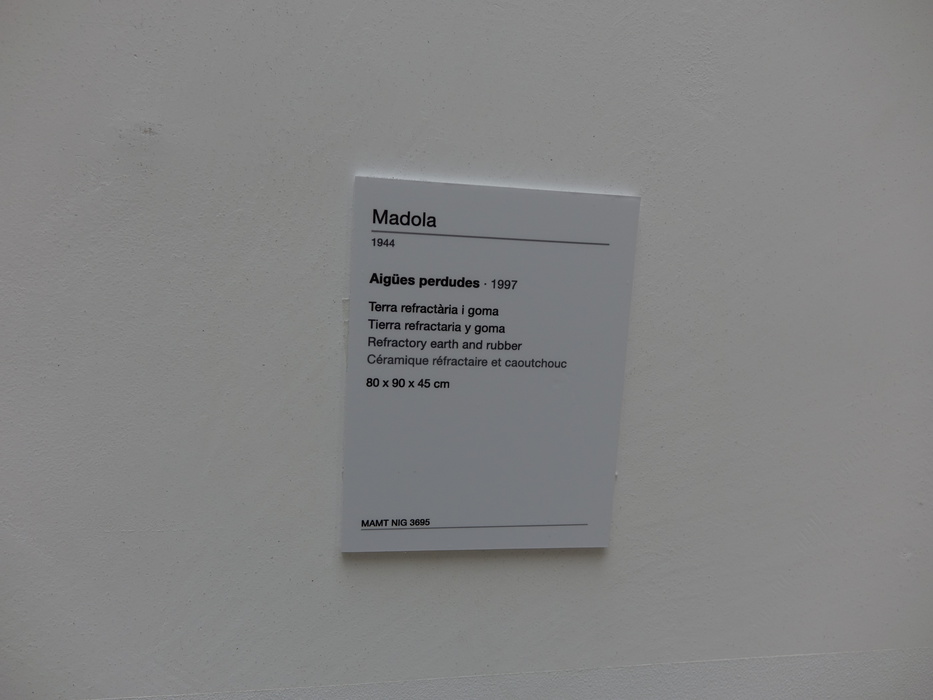 Madola
1944
Aigües perdudes · 1997
Terra refractària i goma
Tierra refractaria y goma
Refractory earth and rubber
Céramique réfractaire et caoutchouc
80 x 90 x 45 cm
MAMT NIG 3695